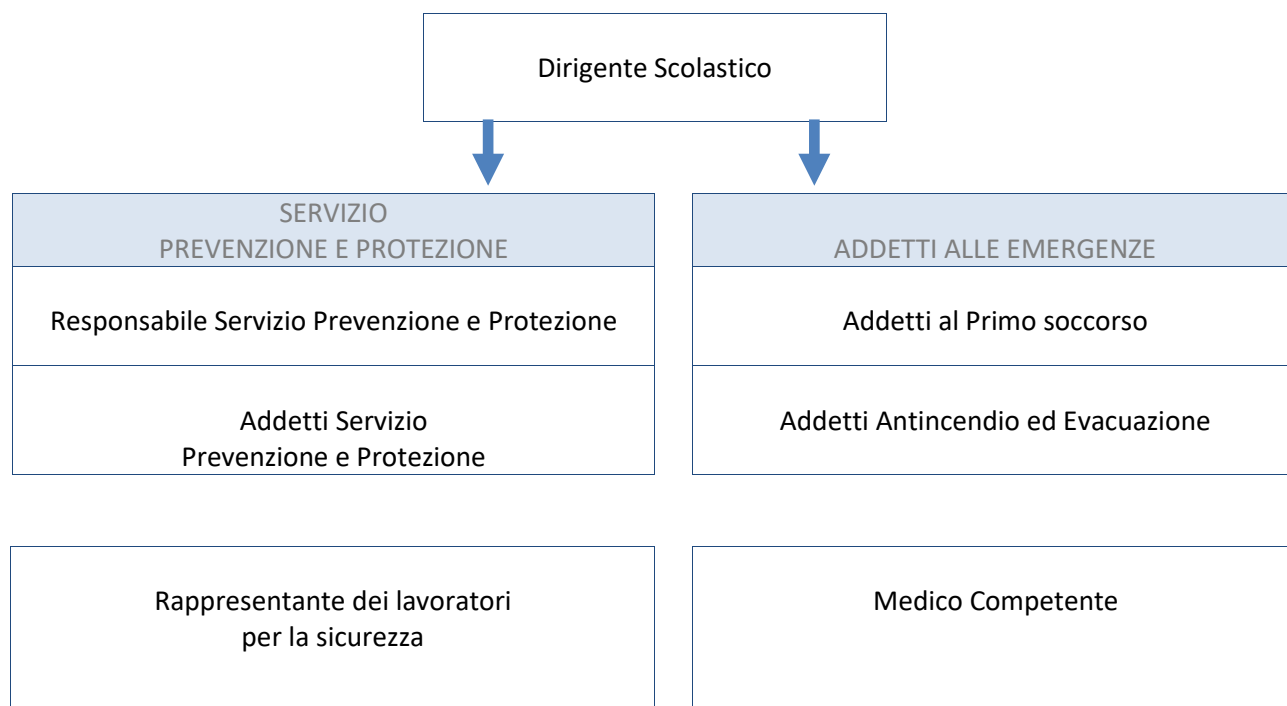 Dirigente Scolastico
SERVIZIO
PREVENZIONE E PROTEZIONE
Responsabile Servizio Prevenzione e Protezione
Addetti Servizio
Prevenzione e Protezione
ADDETTI ALLE EMERGENZE
Addetti al Primo soccorso
Addetti Antincendio ed Evacuazione
Rappresentante dei lavoratori
per la sicurezza
Medico Competente